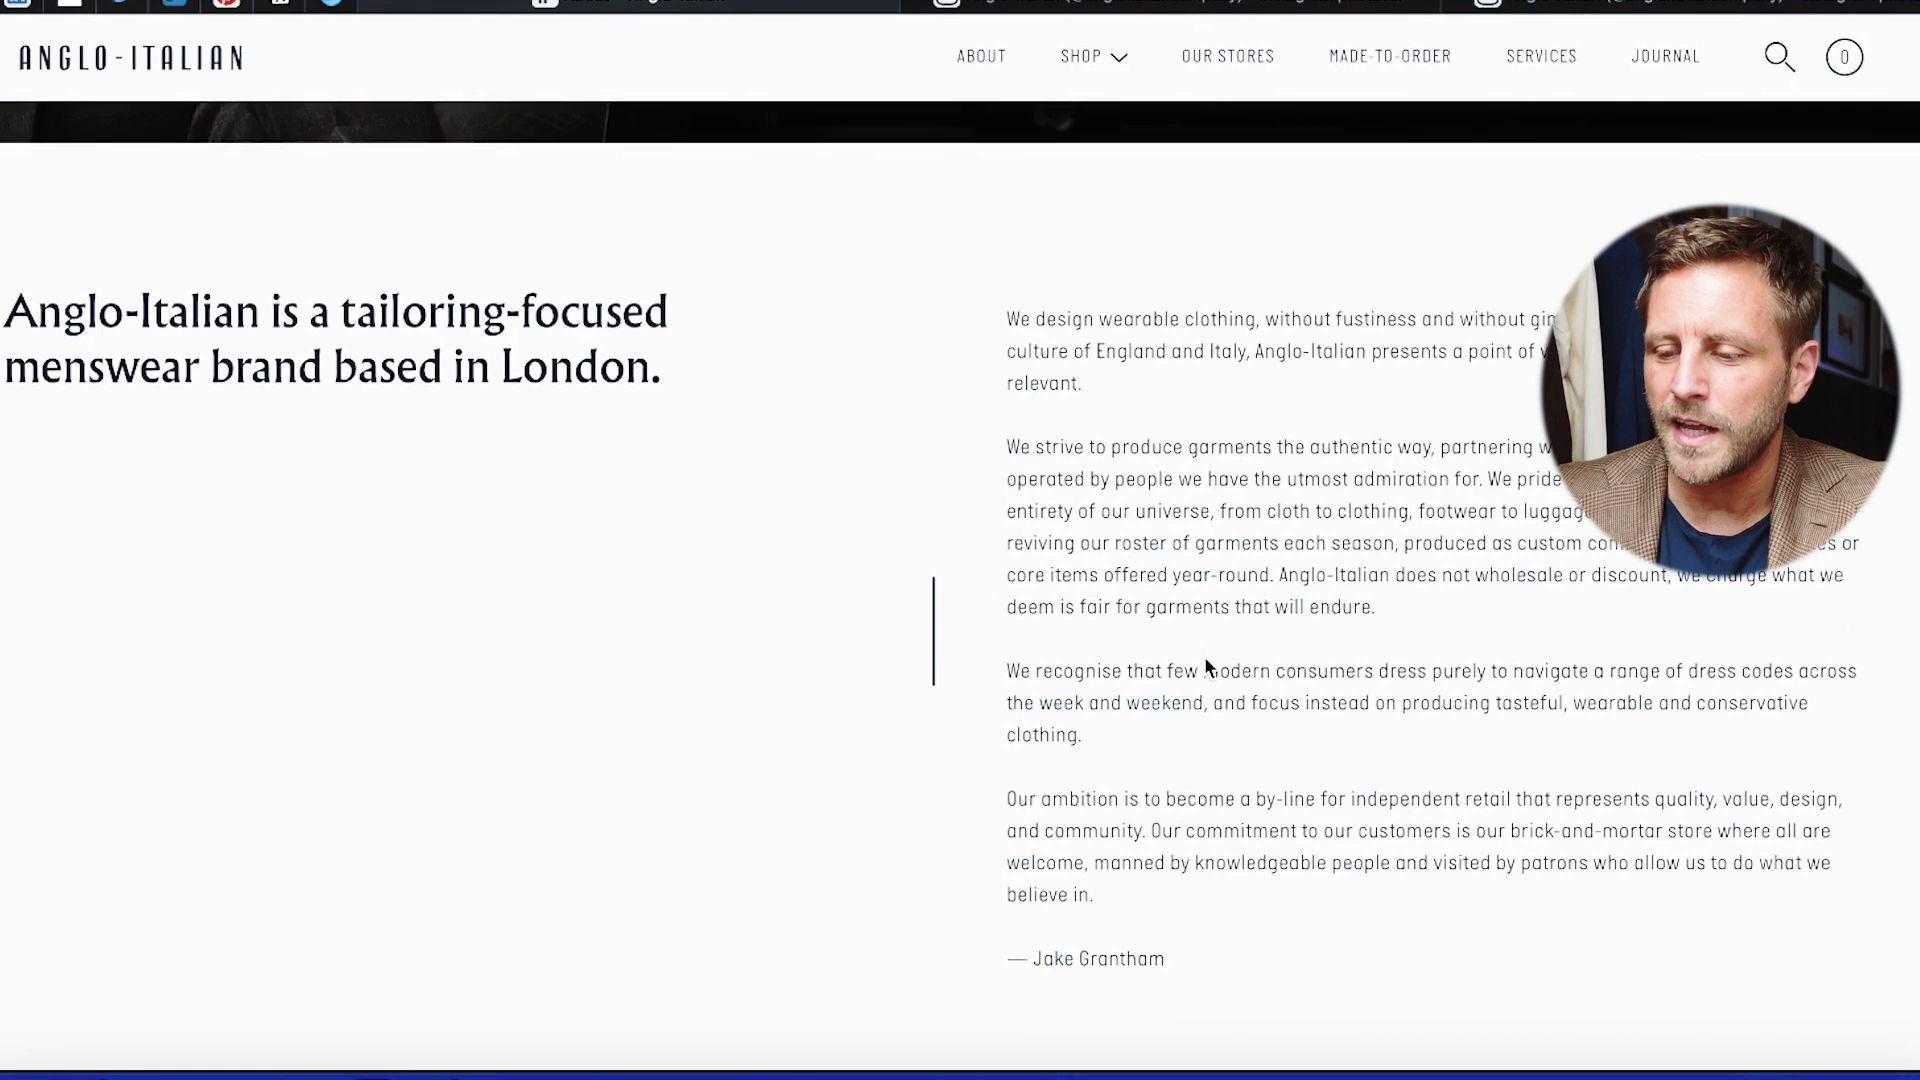 ANGLO-ITALIAN
ABOUT SHOP OUR STORES MADE-TO-ORDER SERVICES JOURNAL 0
Anglo-Italian is a tailoring-focused
menswear brand based in London.
We design wearable clothing, without fustiness and without
culture of England and Italy, Anglo-Italian presents a point of
relevant.
We strive to produce garments the authentic way, partnering
operated by people we have the utmost admiration for. We pride
entirety of our universe, from cloth to clothing, footwear to
reviving our roster of garments each season, produced as custom or
core items offered year-round. Anglo-Italian does not wholesale or discount, we charge what we
deem is fair for garments that will endure.
We recognise that few modern consumers dress purely to navigate a range of dress codes across
the week and weekend, and focus instead on producing tasteful, wearable and conservative
clothing.
Our ambition is to become a by-line for independent retail that represents quality, value, design,
and community. Our commitment to our customers is our brick-and-mortar store where all are
welcome, manned by knowledgeable people and visited by patrons who allow us to do what we
believe in.
— Jake Grantham